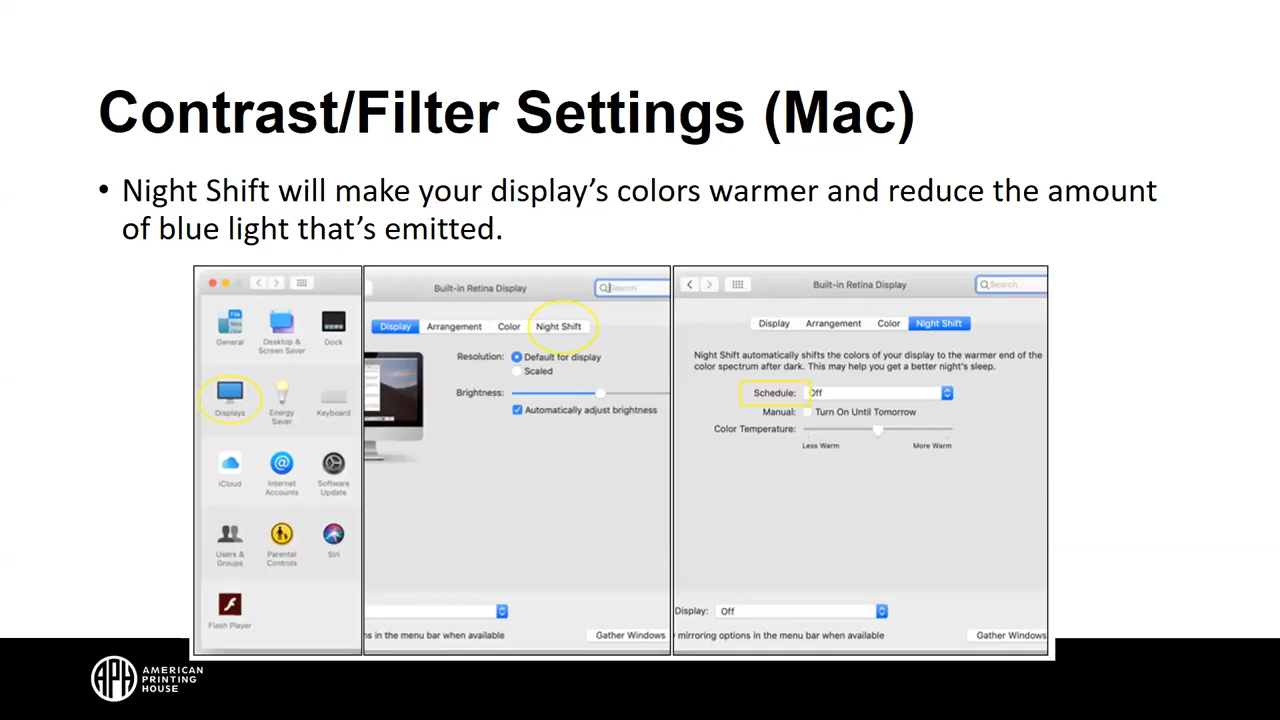 Contrast/Filter Settings (Mac)
• Night Shift will make your display’s colors warmer and reduce the amount
of blue light that’s emitted.
General
Desktop &
Screen Saver
Dock
Displays
Energy
Saver
Keyboard
iCloud
Internet
Accounts
Software
Update
Users &
Groups
Parental
Controls
Siri
Flash Player
Built-in Retina Display
Search
Display
Arrangement
Color
Night Shift
Resolution:
Default for display
Scaled
Brightness:
Automatically adjust brightness
ns in the menu bar when available
Gather Windows
Built-in Retina Display
Search
Display
Arrangement
Color
Night Shift
Night Shift automatically shifts the colors of your display to the warmer end of the
color spectrum after dark. This may help you get a better night's sleep.
Schedule:
Off
Manual:
Turn On Until Tomorrow
Color Temperature:
Less Warm
More Warm
Display:
Off
mirroring options in the menu bar when available
Gather Windows
APH
AMERICAN
PRINTING
HOUSE